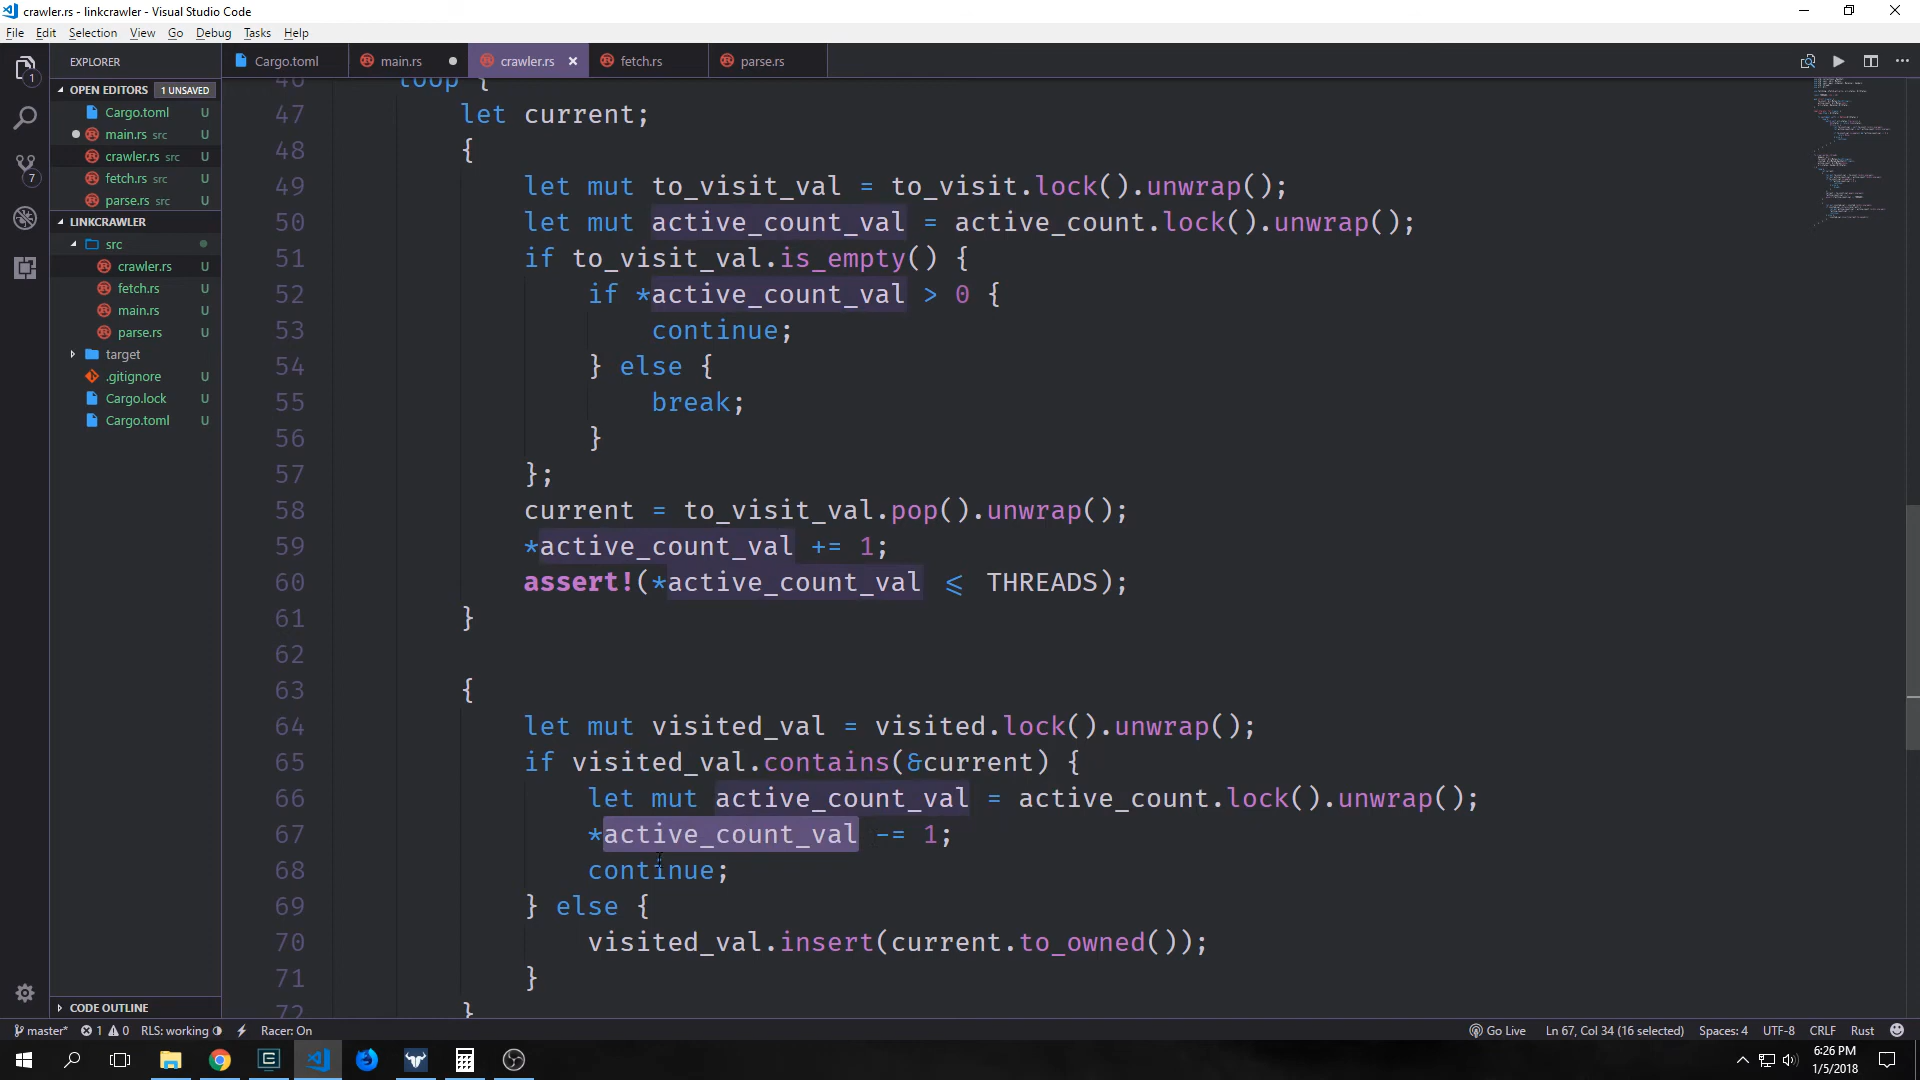 crawler.rs - linkcrawler - Visual Studio Code
File Edit Selection View Go Debug Tasks Help
EXPLORER
OPEN EDITORS 1 UNSAVED
Cargo.toml U
main.rs src U
crawler.rs src U
fetch.rs src U
parse.rs src U
LINKCRAWLER
src
crawler.rs U
fetch.rs U
main.rs U
parse.rs U
target
.gitignore U
Cargo.lock U
Cargo.toml U
CODE OUTLINE
1
7
Cargo.toml main.rs crawler.rs × fetch.rs parse.rs
46 loop {
47 let current;
48 {
49 let mut to_visit_val = to_visit.lock().unwrap();
50 let mut active_count_val = active_count.lock().unwrap();
51 if to_visit_val.is_empty() {
52 if *active_count_val > 0 {
53 continue;
54 } else {
55 break;
56 }
57 };
58 current = to_visit_val.pop().unwrap();
59 *active_count_val += 1;
60 assert!(*active_count_val ⩽ THREADS);
61 }
62
63 {
64 let mut visited_val = visited.lock().unwrap();
65 if visited_val.contains(&current) {
66 let mut active_count_val = active_count.lock().unwrap();
67 *active_count_val -= 1;
68 continue;
69 } else {
70 visited_val.insert(current.to_owned());
71 }
72 }
master* 1 0 RLS: working Racer: On Go Live Ln 67, Col 34 (16 selected) Spaces: 4 UTF-8 CRLF Rust
6:26 PM
1/5/2018